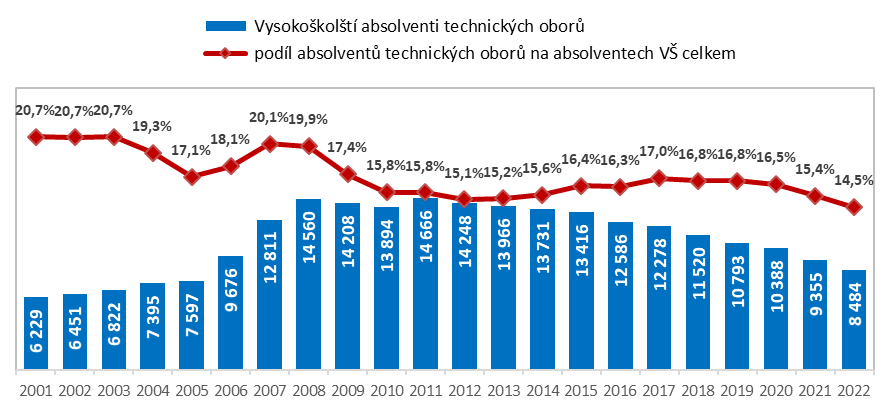 Vysokoškolští absolventi technických oborů
podíl absolventů technických oborů na absolventech VŠ celkem
20,7% 20,7% 20,7% 19,3% 17,1% 18,1% 20,1% 19,9% 17,4% 15,8% 15,8% 15,1% 15,2% 15,6% 16,4% 16,3% 17,0% 16,8% 16,8% 16,5% 15,4% 14,5%
6 229 6 451 6 822 7 395 7 597 9 676 12 811 14 560 14 208 13 894 14 666 14 248 13 966 13 731 13 416 12 586 12 278 11 520 10 793 10 388 9 355 8 484
2001 2002 2003 2004 2005 2006 2007 2008 2009 2010 2011 2012 2013 2014 2015 2016 2017 2018 2019 2020 2021 2022